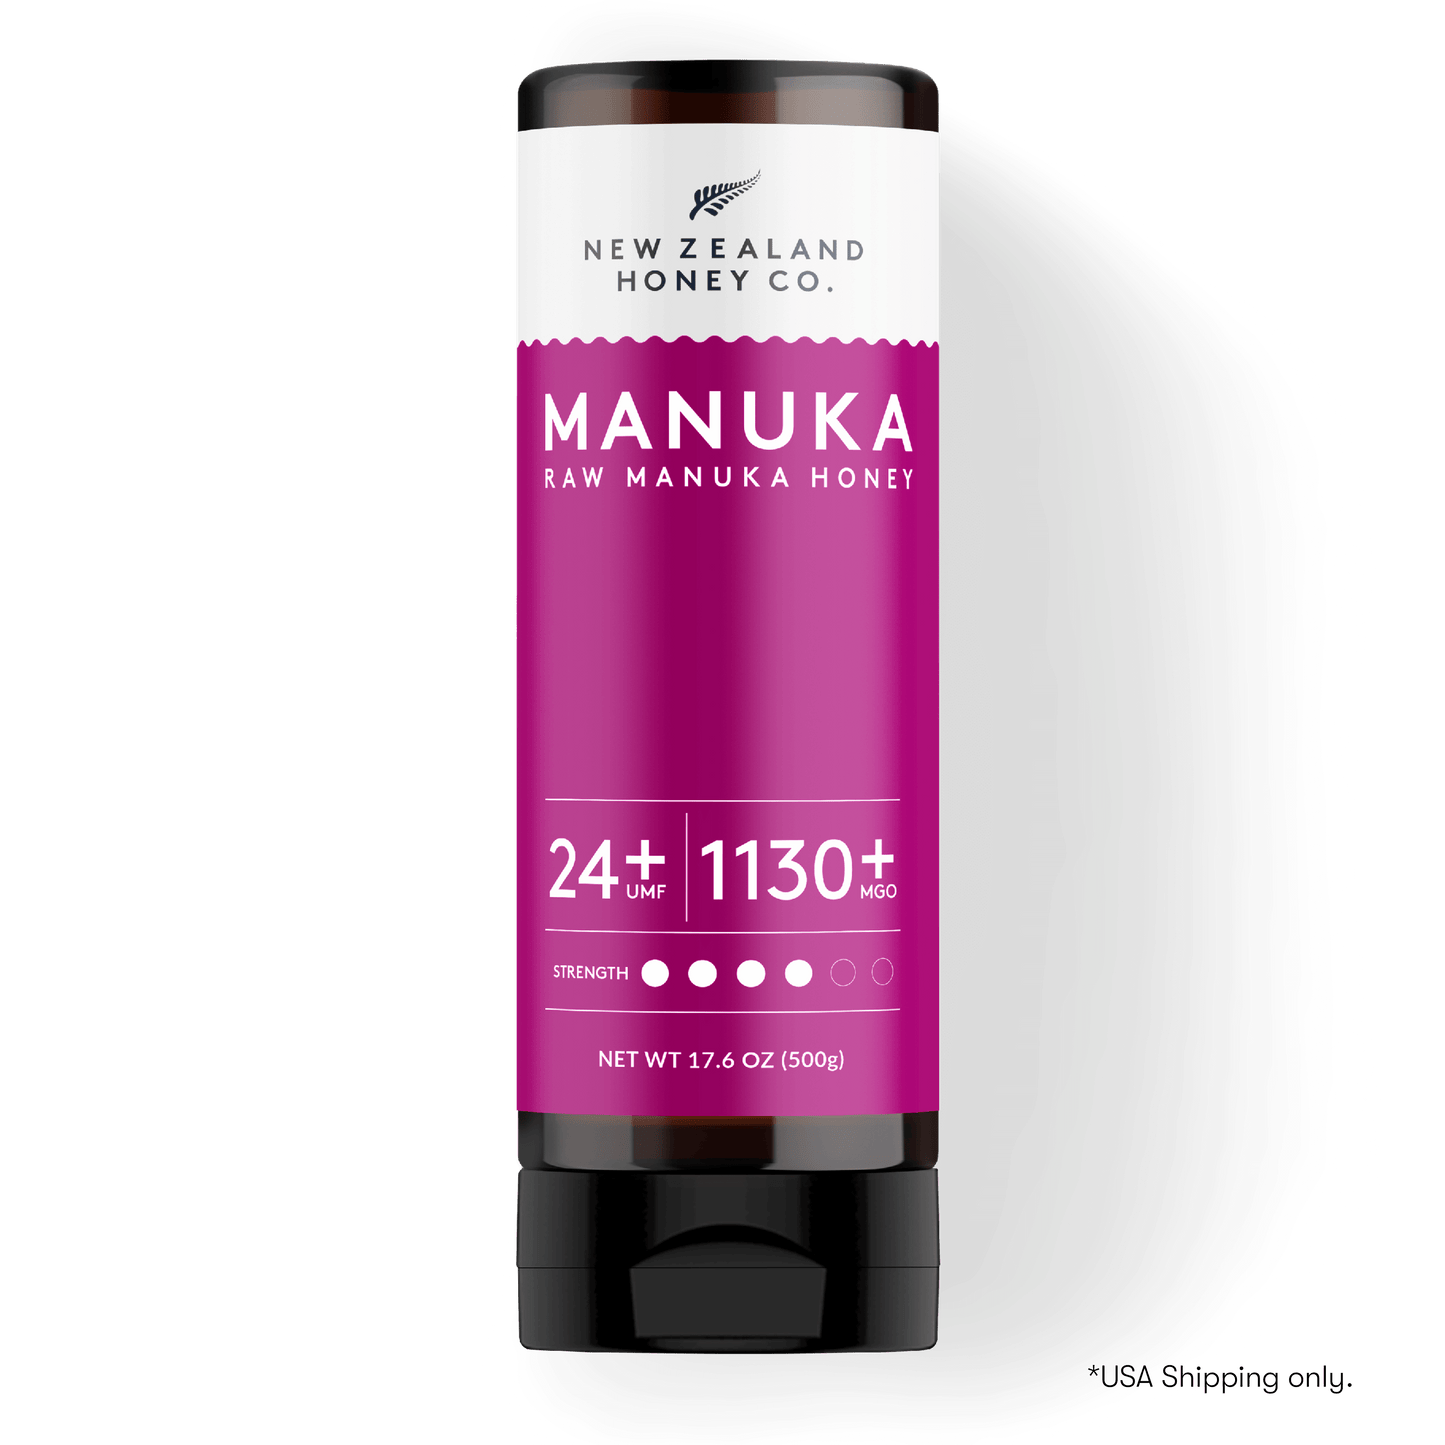 NEW ZEALAND
HONEY CO.
MANUKA
RAW MANUKA HONEY
24+ UMF 1130+ MGO
STRENGTH
NET WT 17.6 OZ (500g)
*USA Shipping only.